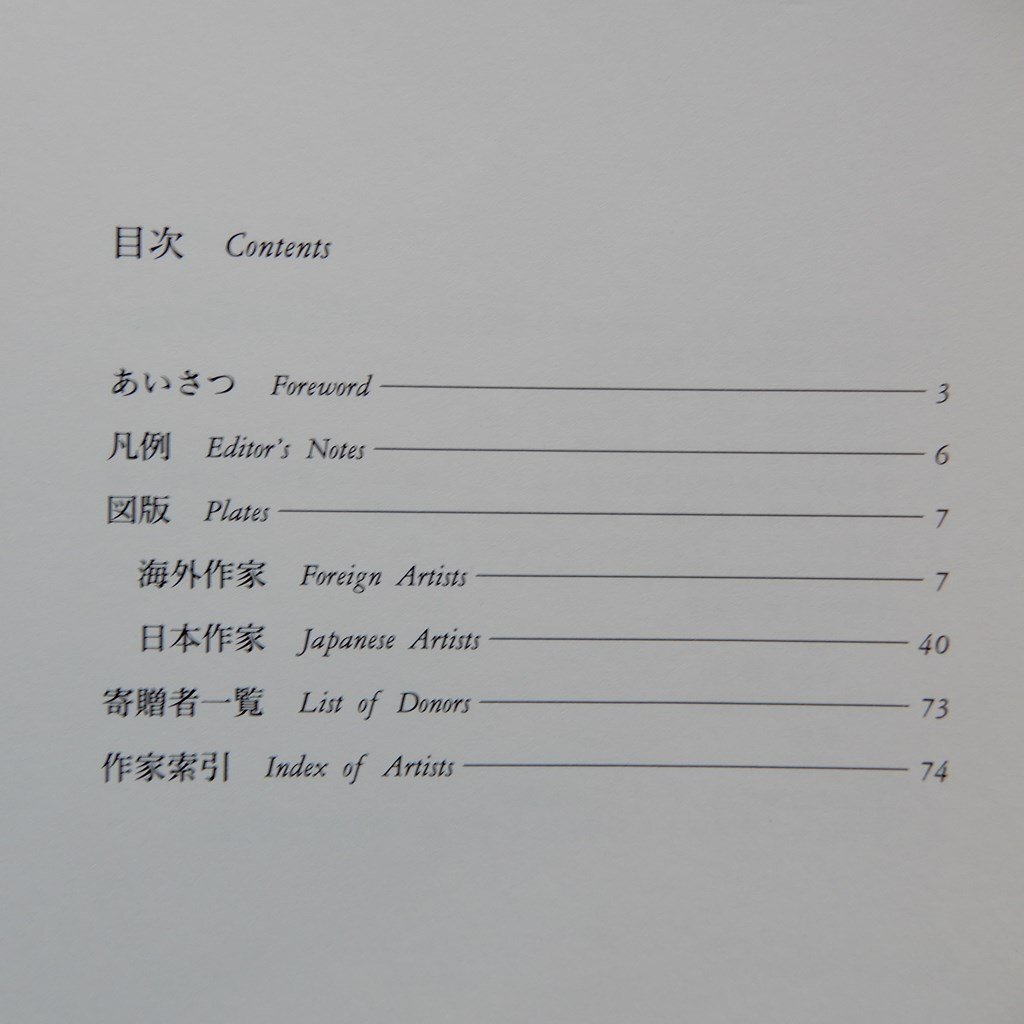 目次 Contents
あいさつ Foreword 3
凡例 Editor's Notes 6
図版 Plates 7
海外作家 Foreign Artists 7
日本作家 Japanese Artists 40
寄贈者一覧 List of Donors 73
作家索引 Index of Artists 74